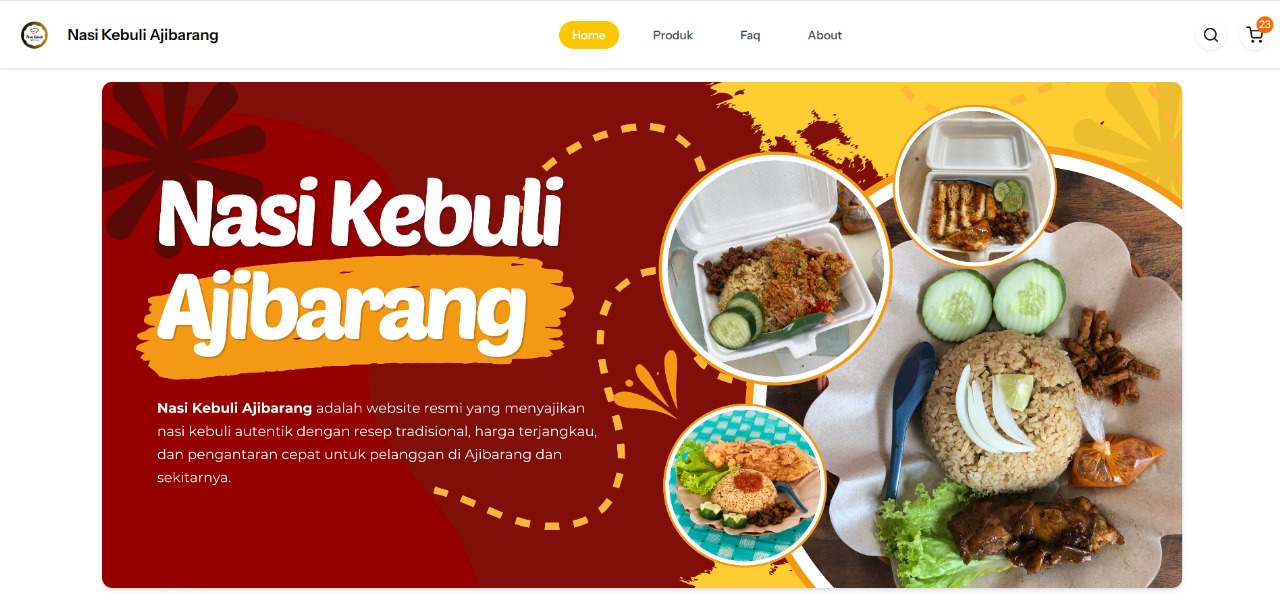 Nasi Kebuli Ajibarang
Home
Produk
Faq
About
23
Nasi Kebuli
Ajibarang
Nasi Kebuli Ajibarang adalah website resmi yang menyajikan
nasi kebuli autentik dengan resep tradisional, harga terjangkau,
dan pengantaran cepat untuk pelanggan di Ajibarang dan
sekitarnya.